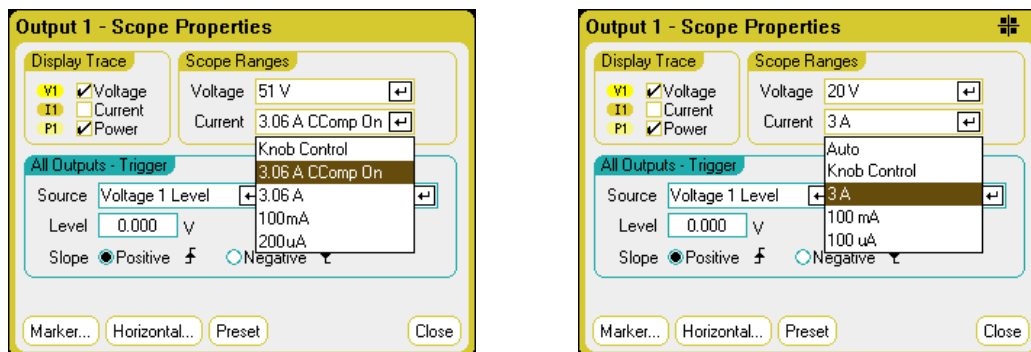 Output 1 - Scope Properties
Display Trace
V1 Voltage
I1 Current
P1 Power
Scope Ranges
Voltage 51 V
Current 3.06 A CComp On
Knob Control
3.06 A CComp On
3.06 A
100mA
200uA
All Outputs - Trigger
Source Voltage 1 Level
Level 0.000 V
Slope Positive Negative
Marker... Horizontal... Preset Close
Output 1 - Scope Properties
Display Trace
V1 Voltage
I1 Current
P1 Power
Scope Ranges
Voltage 20 V
Current 3 A
Auto
Knob Control
3 A
100 mA
100 uA
All Outputs - Trigger
Source Voltage 1 Level
Level 0.000 V
Slope Positive Negative
Marker... Horizontal... Preset Close